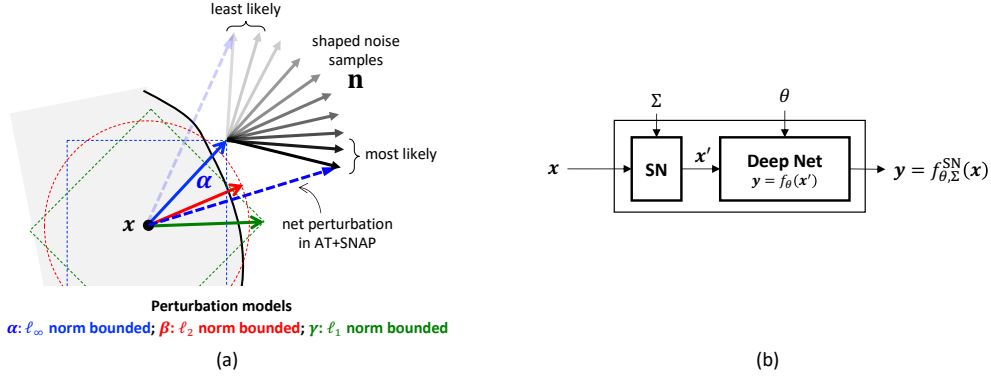 least likely
shaped noise
samples
n
most likely
α
x
net perturbation
in AT+SNAP
Perturbation models
α: ℓ∞ norm bounded; β: ℓ2 norm bounded; γ: ℓ1 norm bounded
(a)
Σ
θ
x
SN
x′
Deep Net
y = fθ(x′)
y = f^SN_θ,Σ(x)
(b)